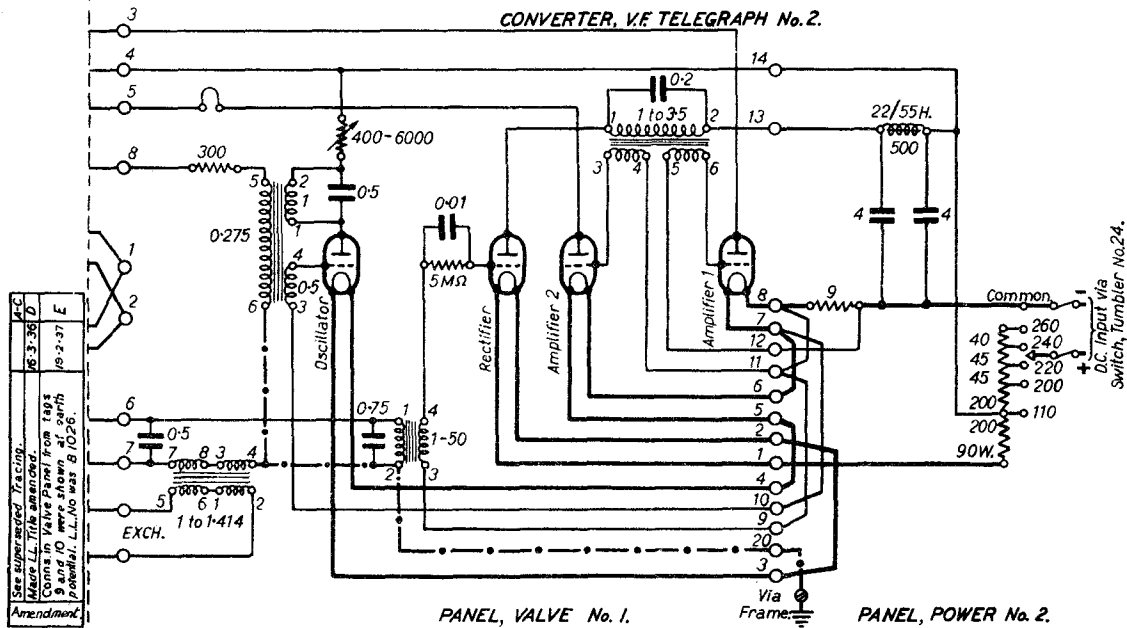 CONVERTER, V.F. TELEGRAPH No. 2.
3
4
5
8
300
400-6000
5
2
1
1
0·5
0·275
4
0·5
6
3
Oscillator
0·01
5MΩ
Rectifier
Amplifier 2
Amplifier 1
0·2
1
1 to 3·5
2
3
4
5
6
14
13
22/55H.
500
4
4
9
8
7
12
11
6
5
2
1
4
10
9
20
3
Common
-
+
260
240
220
200
110
40
45
45
200
200
90W.
D.C. Input via
Switch, Tumbler No.24.
1
2
6
7
0·5
7
8
3
4
5
6
1
2
1 to 1·414
EXCH.
0·75
1
4
1-50
2
3
Via
Frame
PANEL, VALVE No. 1.
PANEL, POWER No. 2.
See superseded Tracing.
A-C
Made L.L. Title amended.
16·3·36
D
Conns. in Valve Panel from tags
9 and 10 were shown at earth
potential. L.L. No was B1026.
19·2·37
E
Amendment.